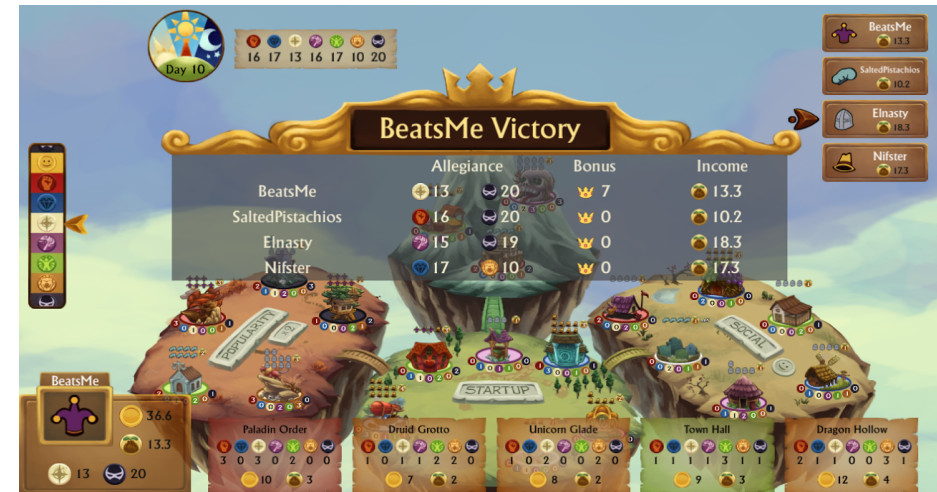 Day 10
16 17 13 16 17 10 20
BeatsMe
13.3
SaltedPistachios
10.2
Elnasty
18.3
Nifster
17.3
BeatsMe Victory
Allegiance Bonus Income
BeatsMe 13 20 7 13.3
SaltedPistachios 16 20 0 10.2
Elnasty 15 19 0 18.3
Nifster 17 10 0 17.3
POPULARITY
x2
SOCIAL
STARTUP
BeatsMe
36.6
13.3
13 20
Paladin Order
3 0 3 0 2 0 0
10 3
Druid Grotto
1 0 1 1 2 2 0
7 2
Unicorn Glade
1 0 2 0 0 2 0
8 2
Town Hall
1 1 1 1 3 1 1
9 3
Dragon Hollow
2 1 1 0 0 3 1
12 4